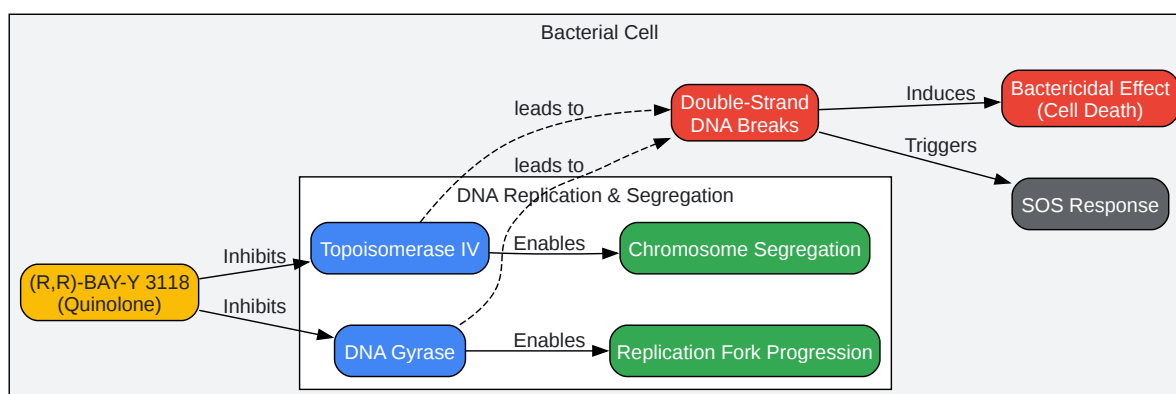 Bacterial Cell
leads to
Double-Strand
DNA Breaks
Induces
Bactericidal Effect
(Cell Death)
Triggers
leads to
SOS Response
DNA Replication & Segregation
Inhibits
Topoisomerase IV
Enables
Chromosome Segregation
(R,R)-BAY-Y 3118
(Quinolone)
Inhibits
DNA Gyrase
Enables
Replication Fork Progression